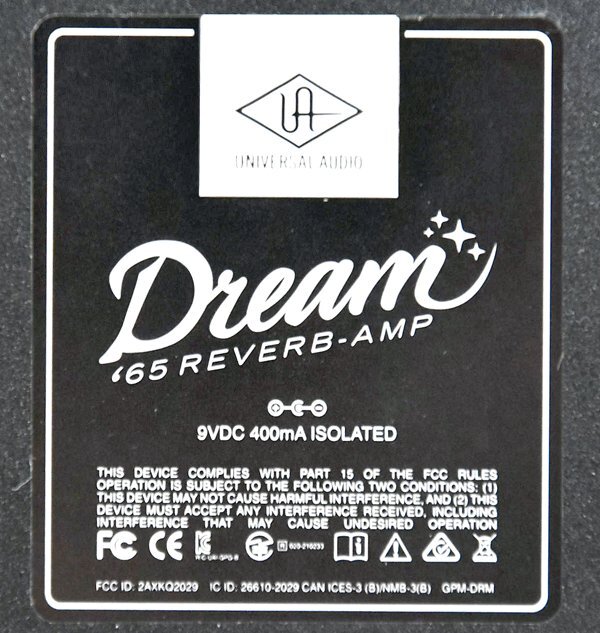 UA
UNIVERSAL AUDIO
Dream
'65 REVERB-AMP
9VDC 400mA ISOLATED
THIS DEVICE COMPLIES WITH PART 15 OF THE FCC RULES
OPERATION IS SUBJECT TO THE FOLLOWING TWO CONDITIONS: (1)
THIS DEVICE MAY NOT CAUSE HARMFUL INTERFERENCE, AND (2) THIS
DEVICE MUST ACCEPT ANY INTERFERENCE RECEIVED, INCLUDING
INTERFERENCE THAT MAY CAUSE UNDESIRED OPERATION
FC CE
FCC ID: 2AXKQ2029 IC ID: 26610-2029 CAN ICES-3 (B)/NMB-3(B) GPM-DRM